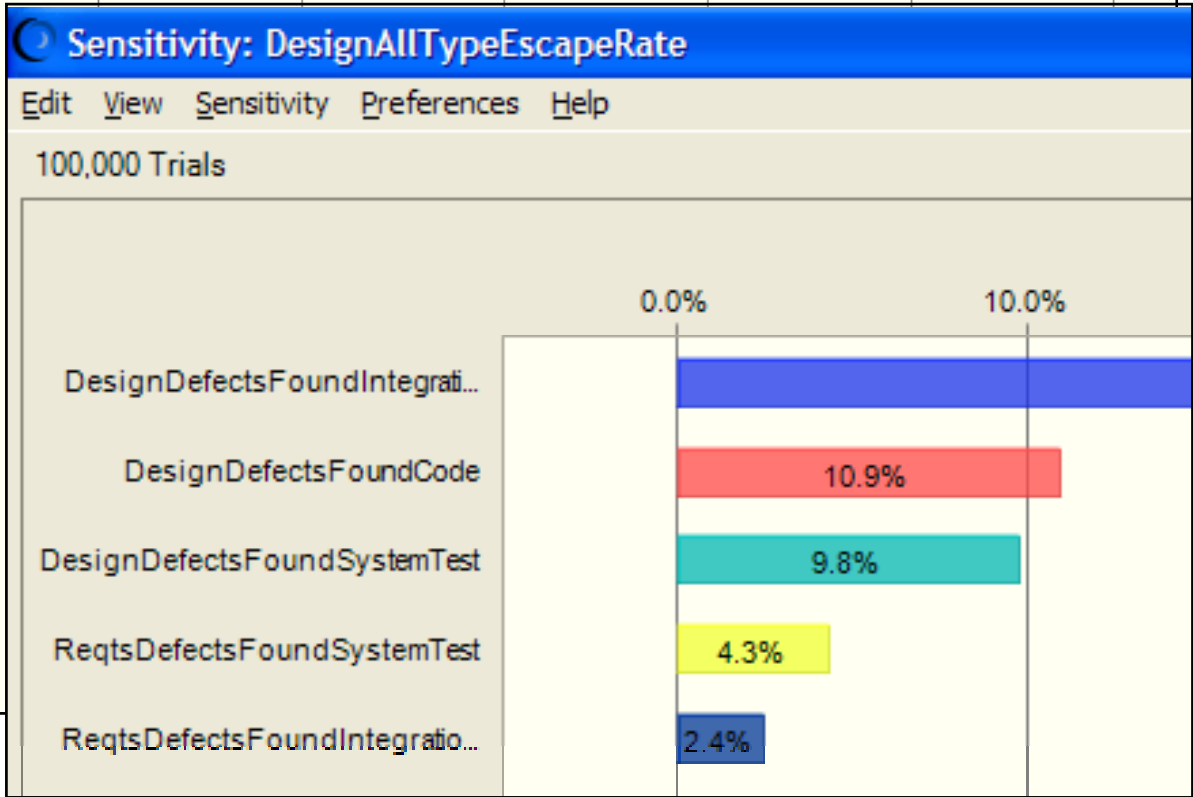 Sensitivity: DesignAllTypeEscapeRate
Edit View Sensitivity Preferences Help
100,000 Trials
0.0% 10.0%
DesignDefectsFoundIntegrati...
DesignDefectsFoundCode 10.9%
DesignDefectsFoundSystemTest 9.8%
ReqtsDefectsFoundSystemTest 4.3%
ReqtsDefectsFoundIntegratio... 2.4%